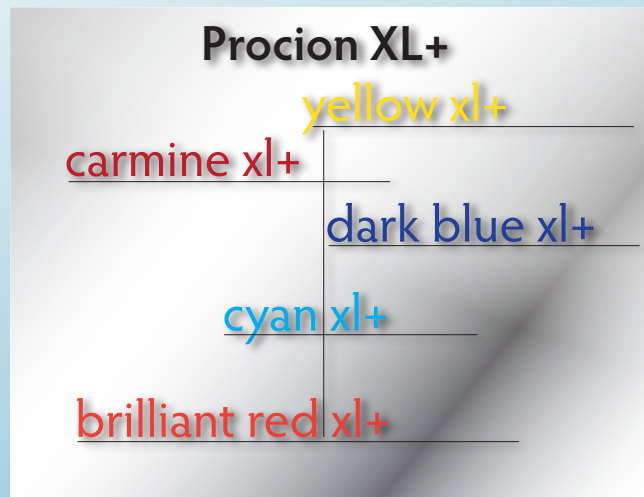 Procion XL+
yellow xl+
carmine xl+
dark blue xl+
cyan xl+
brilliant red xl+